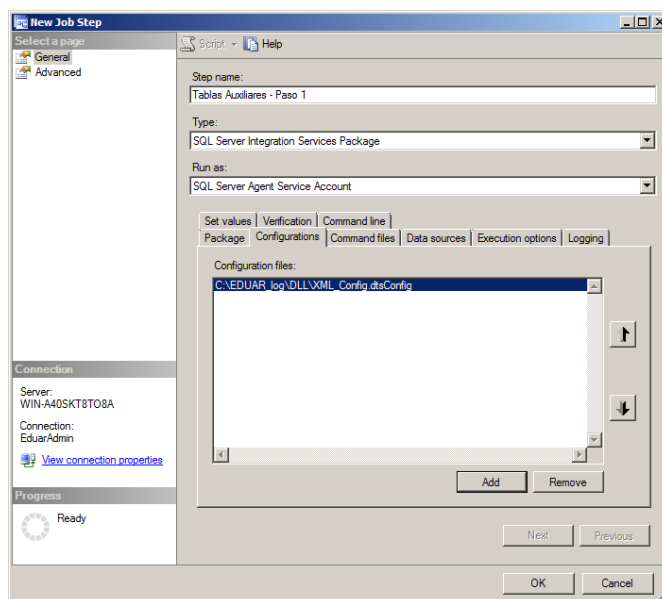 New Job Step
Select a page
General
Advanced
Script
Help
Step name:
Tablas Auxiliares - Paso 1
Type:
SQL Server Integration Services Package
Run as:
SQL Server Agent Service Account
Set values Verification Command line
Package Configurations Command files Data sources Execution options Logging
Configuration files:
C:\EDUAR_log\DLL\XML_Config.dtsConfig
Add Remove
Connection
Server:
WIN-A40SKT8TO8A
Connection:
EduarAdmin
View connection properties
Progress
Ready
Next Previous
OK Cancel